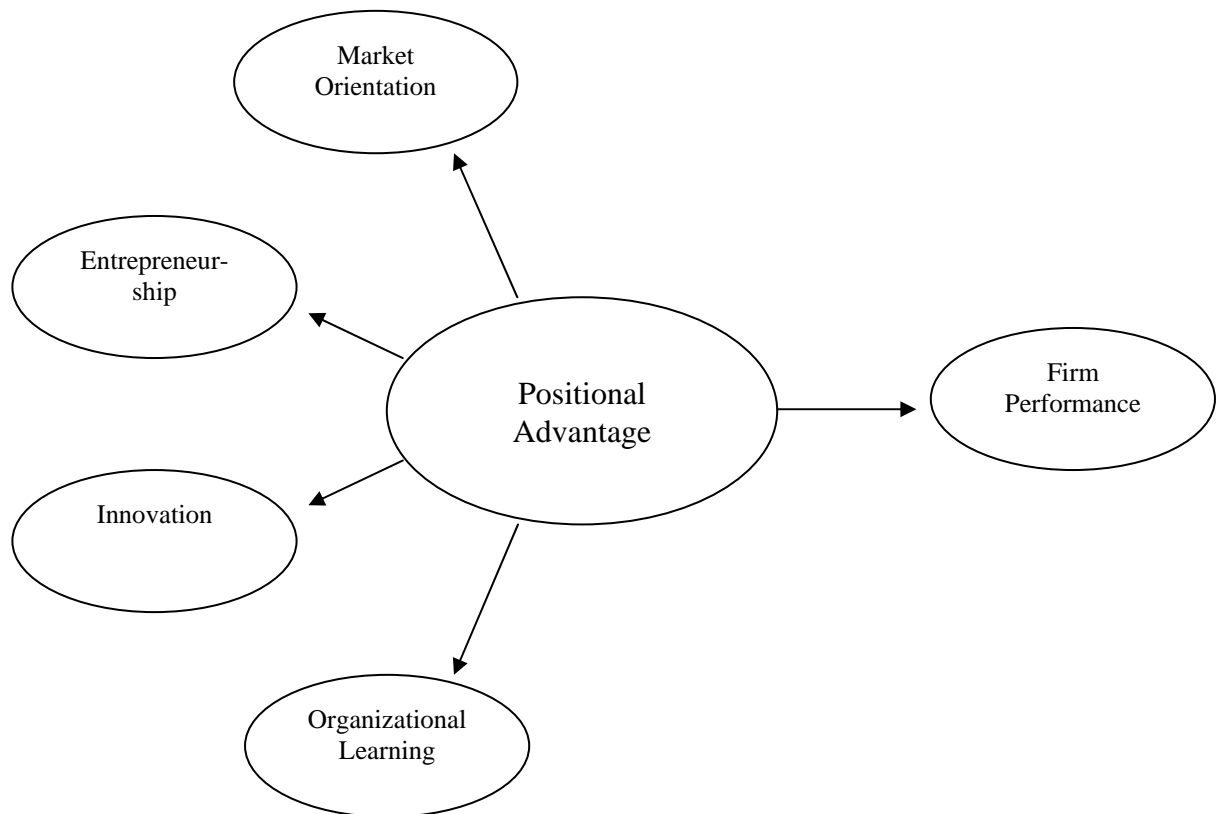 Market
Orientation
Entrepreneur-
ship
Positional
Advantage
Firm
Performance
Innovation
Organizational
Learning